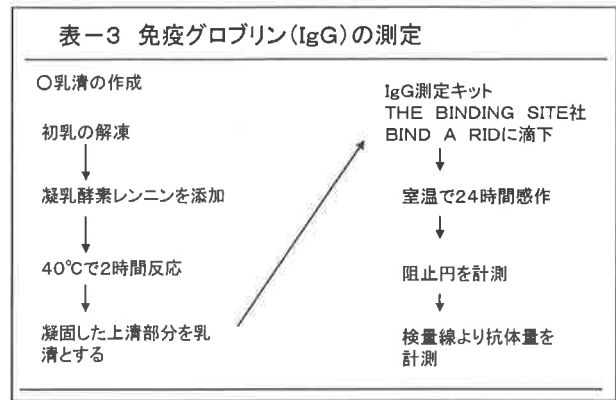 表－3 免疫グロブリン(IgG)の測定
〇乳清の作成
初乳の解凍
凝乳酵素レンニンを添加
40℃で2時間反応
凝固した上清部分を乳
清とする
IgG測定キット
THE BINDING SITE社
BIND A RIDに滴下
室温で24時間感作
阻止円を計測
検量線より抗体量を
計測